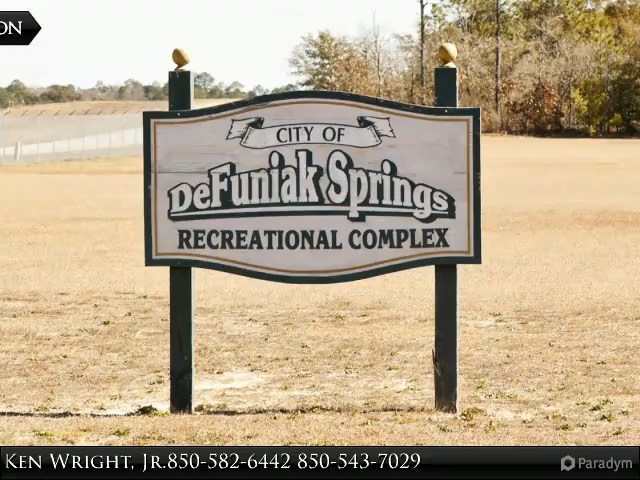 ON
CITY OF
DeFuniak Springs
RECREATIONAL COMPLEX
Ken Wright, Jr.850-582-6442 850-543-7029
Paradym